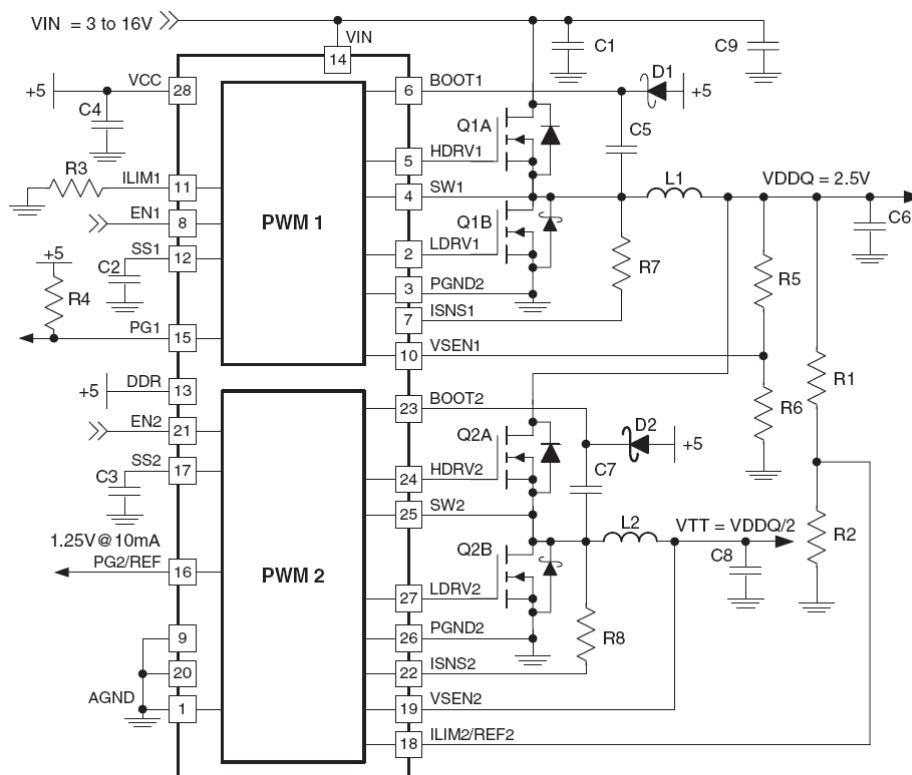 VIN = 3 to 16V
VIN
14
C1
C9
VCC
28
+5
C4
6
BOOT1
D1
+5
Q1A
C5
R3
ILIM1
11
5
HDRV1
EN1
8
4
SW1
L1
VDDQ = 2.5V
C6
PWM 1
SS1
12
C2
Q1B
2
LDRV1
R7
R5
+5
R4
3
PGND2
7
ISNS1
PG1
15
10
VSEN1
R1
R6
DDR
+5
13
23
BOOT2
D2
+5
EN2
21
Q2A
C7
SS2
17
C3
24
HDRV2
25
SW2
L2
VTT = VDDQ/2
C8
R2
1.25V@10mA
PG2/REF
16
PWM 2
Q2B
27
LDRV2
9
26
PGND2
R8
20
22
ISNS2
AGND
1
19
VSEN2
18
ILIM2/REF2